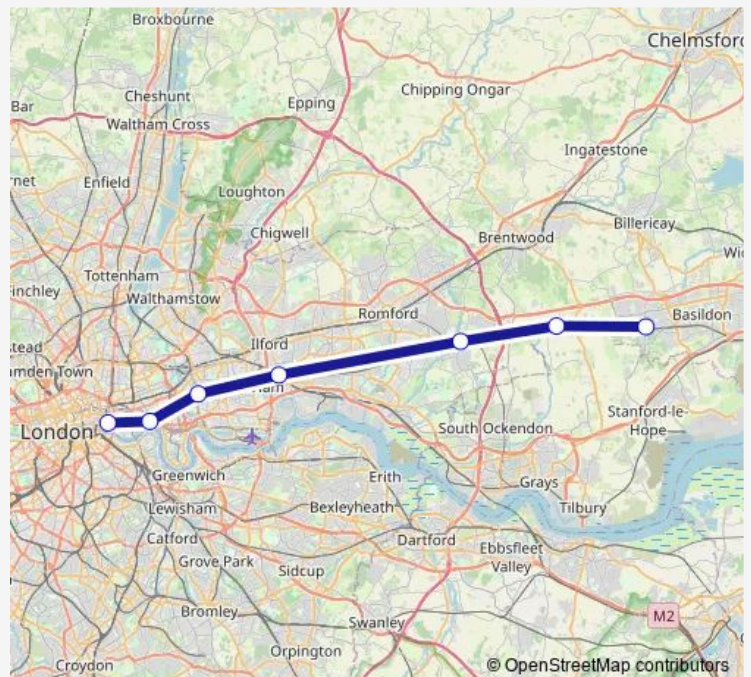 Broxbourne
Chelmsford
Cheshunt
Epping
Chipping Ongar
Bar
Waltham Cross
Ingatestone
rnet
Enfield
Loughton
Billericay
Chigwell
Brentwood
Wic
Tottenham
inchley
Walthamstow
Romford
Basildon
Ilford
stead
amden Town
Stanford-le-
Hope
London
South Ockendon
Greenwich
Erith
Grays
Lewisham
Bexleyheath
Tilbury
Catford
Dartford
Ebbsfleet
Valley
Grove Park
Sidcup
Bromley
Swanley
M2
Orpington
Croydon
© OpenStreetMap contributors